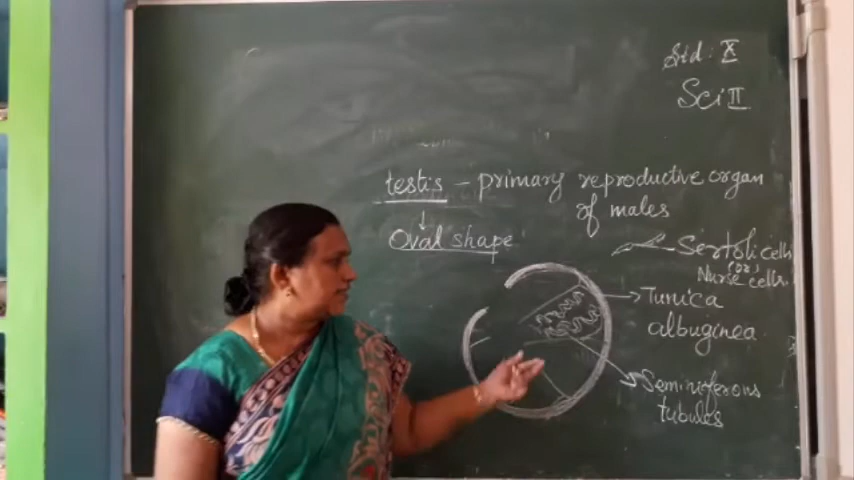 Std: X
Sci II
testis - primary reproductive organ
of males
↓
Oval shape
Sertoli cells
(or)
Nurse cells.
Tunica
albuginea
Seminiferous
tubules